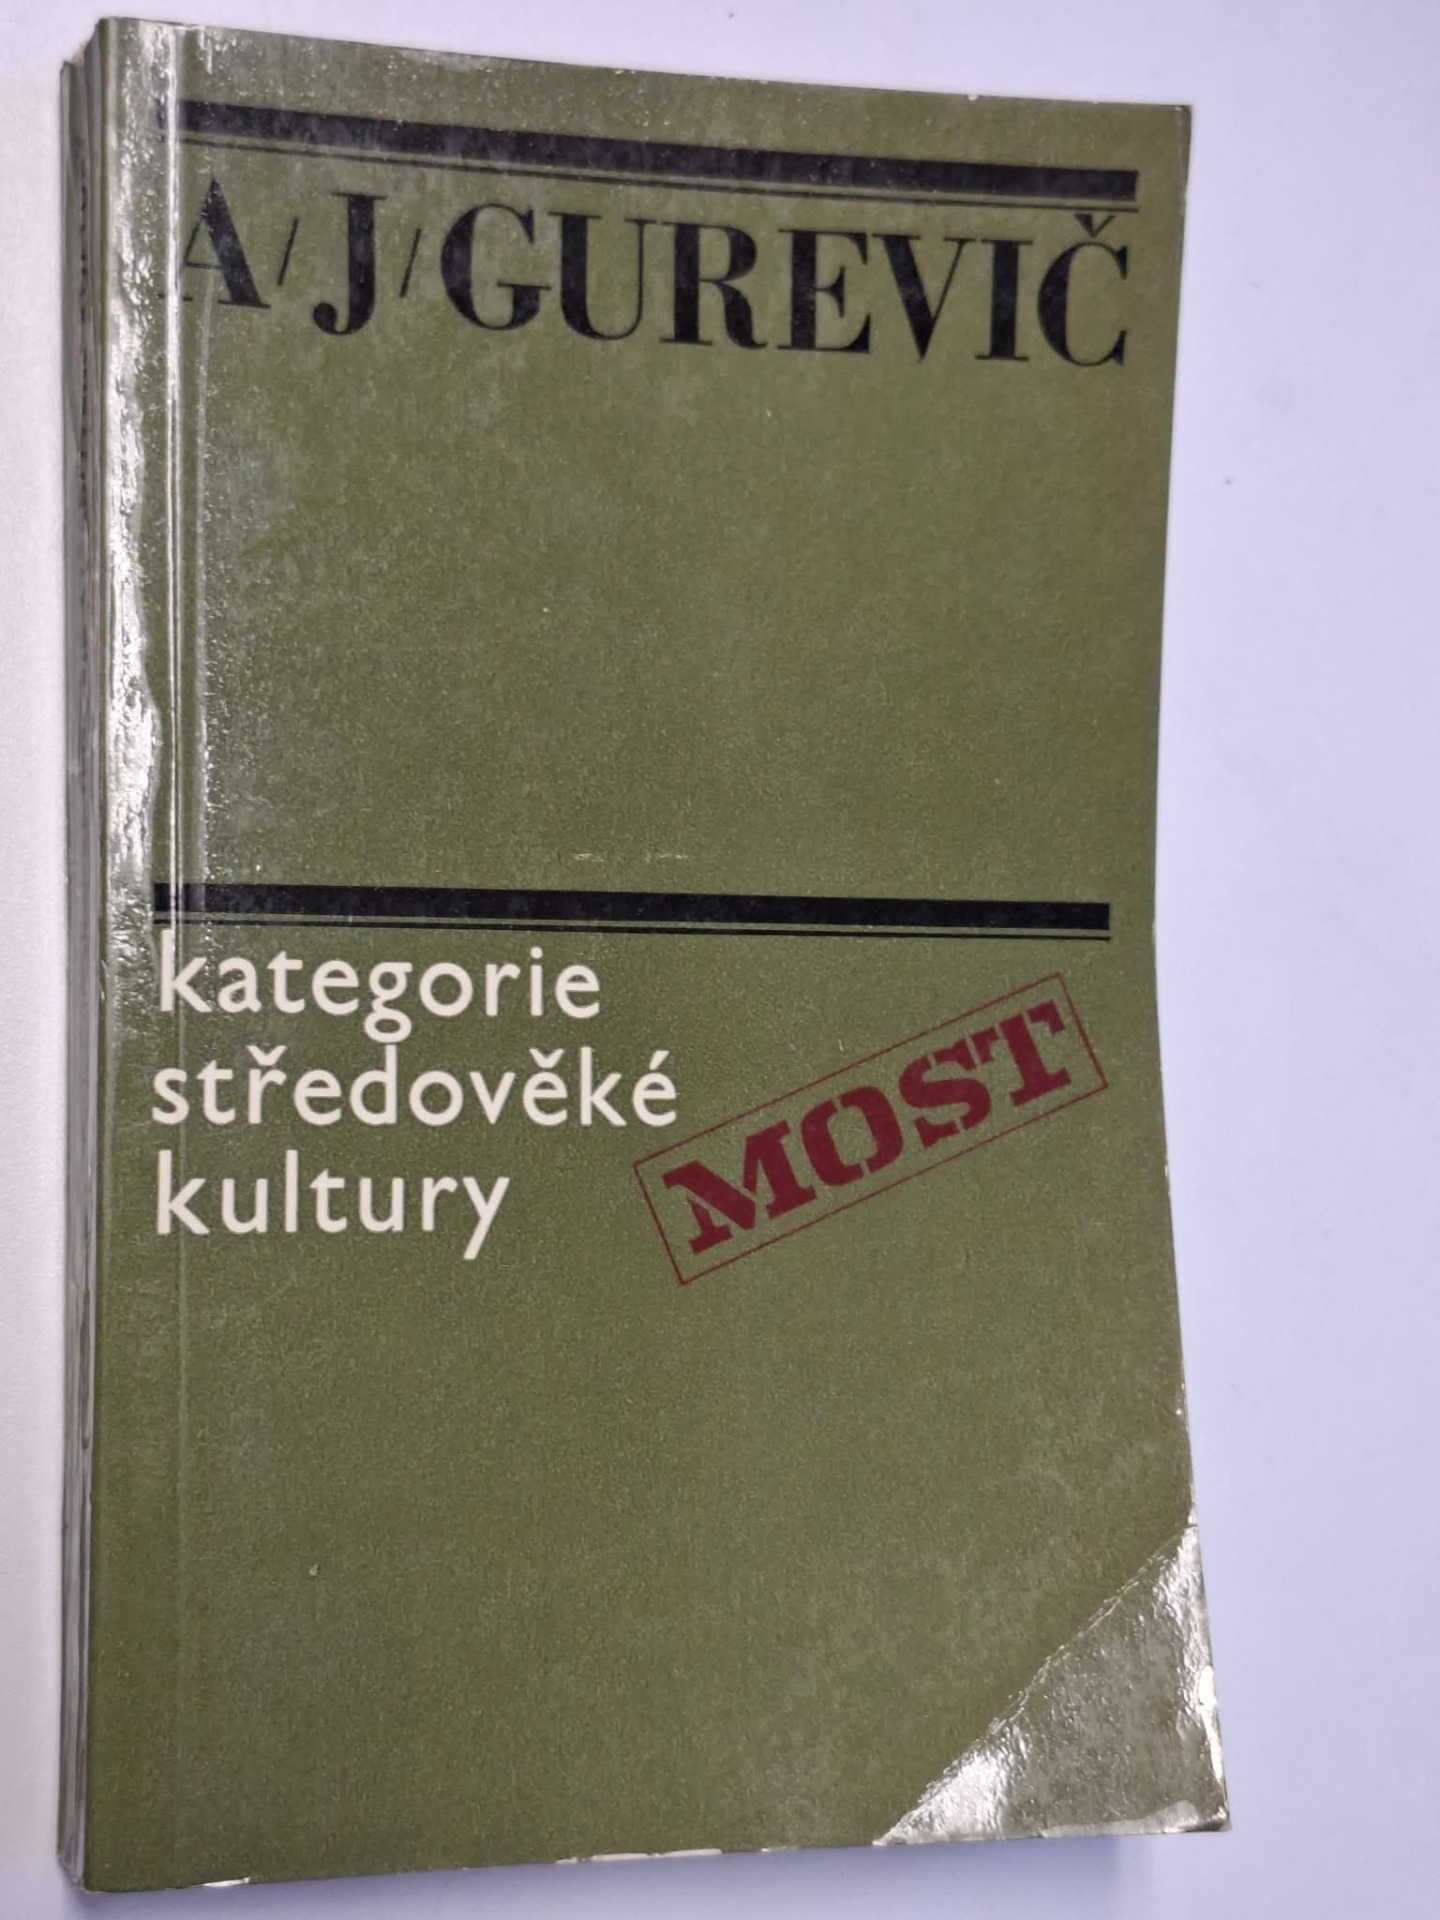 A/J/GUREVIČ
kategorie
středověké
kultury
MOST